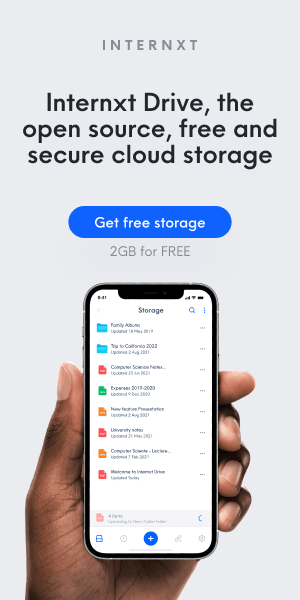 INTERNXT
Internxt Drive, the
open source, free and
secure cloud storage
Get free storage
2GB for FREE
9:41
Storage
Family Albums
Updated 18 May 2019
Trip to California 2022
Updated 2 Aug 2021
Computer Science Notes...
Updated 23 Jun 2021
Expenses 2019-2020
Updated 9 Dec 2020
New feature Presentation
Updated 2 Aug 2021
University notes
Updated 21 May 2021
Computer Science - Lecture...
Updated 7 Feb 2021
Welcome to Internxt Drive
Updated Today
4 items
Uploading to New Folder Folder